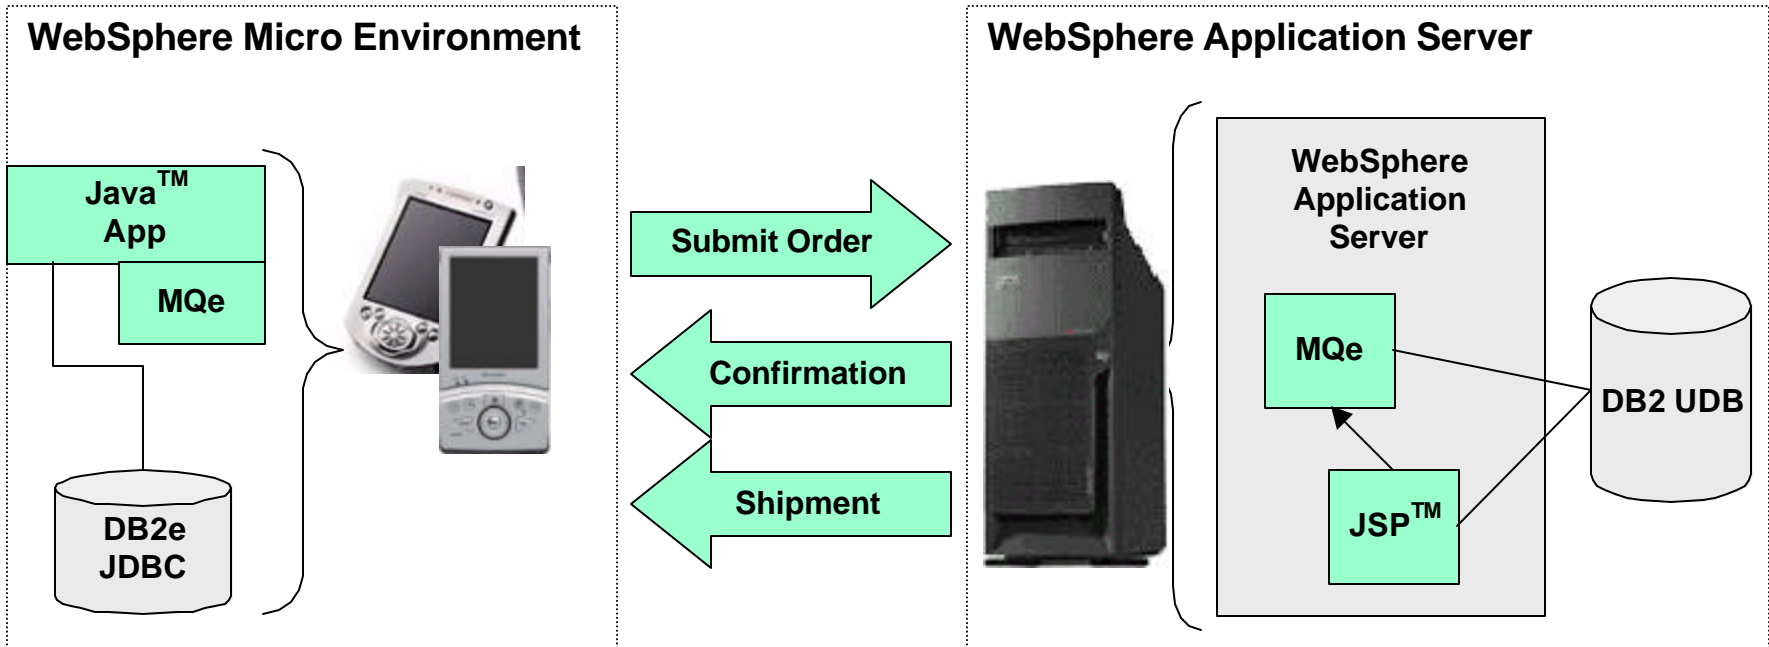 WebSphere Micro Environment
Java™
App
MQe
DB2e
JDBC
Submit Order
Confirmation
Shipment
WebSphere Application Server
WebSphere
Application
Server
MQe
JSP™
DB2 UDB